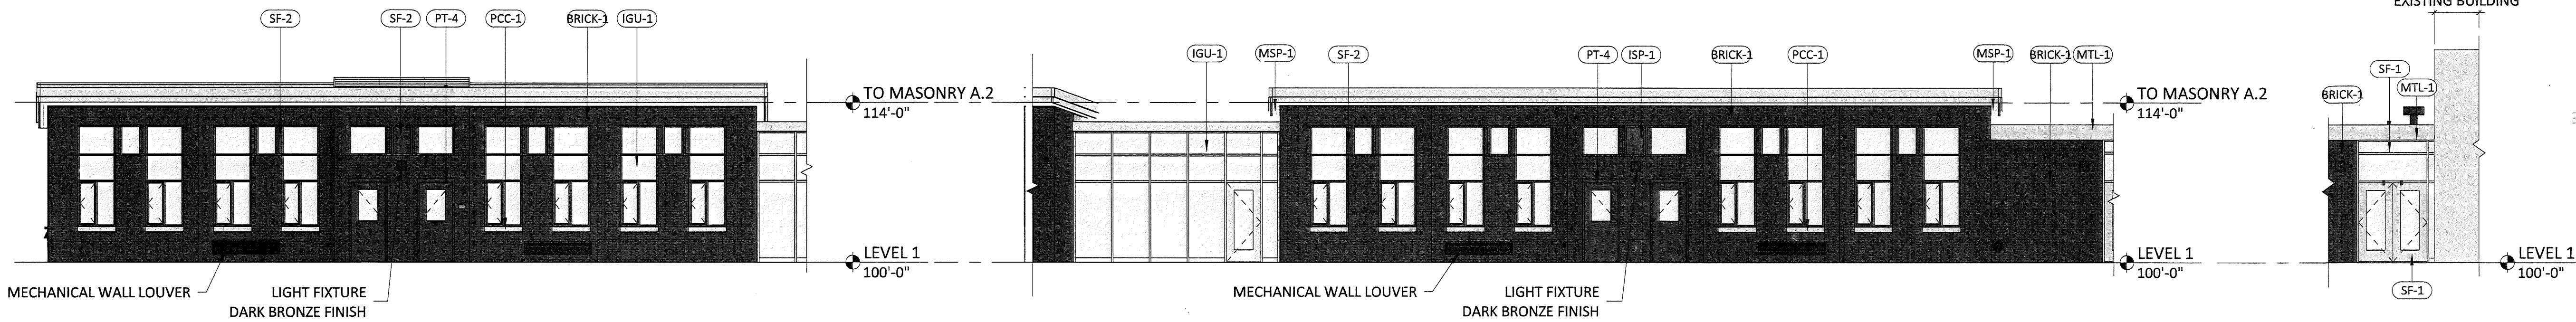 SF-2
SF-2
PT-4
PCC-1
BRICK-1
IGU-1
TO MASONRY A.2
114'-0"
LEVEL 1
100'-0"
MECHANICAL WALL LOUVER
LIGHT FIXTURE
DARK BRONZE FINISH
IGU-1
MSP-1
SF-2
PT-4
ISP-1
BRICK-1
PCC-1
MSP-1
BRICK-1
MTL-1
TO MASONRY A.2
114'-0"
LEVEL 1
100'-0"
MECHANICAL WALL LOUVER
LIGHT FIXTURE
DARK BRONZE FINISH
EXISTING BUILDING
SF-1
MTL-1
BRICK-1
LEVEL 1
100'-0"
SF-1